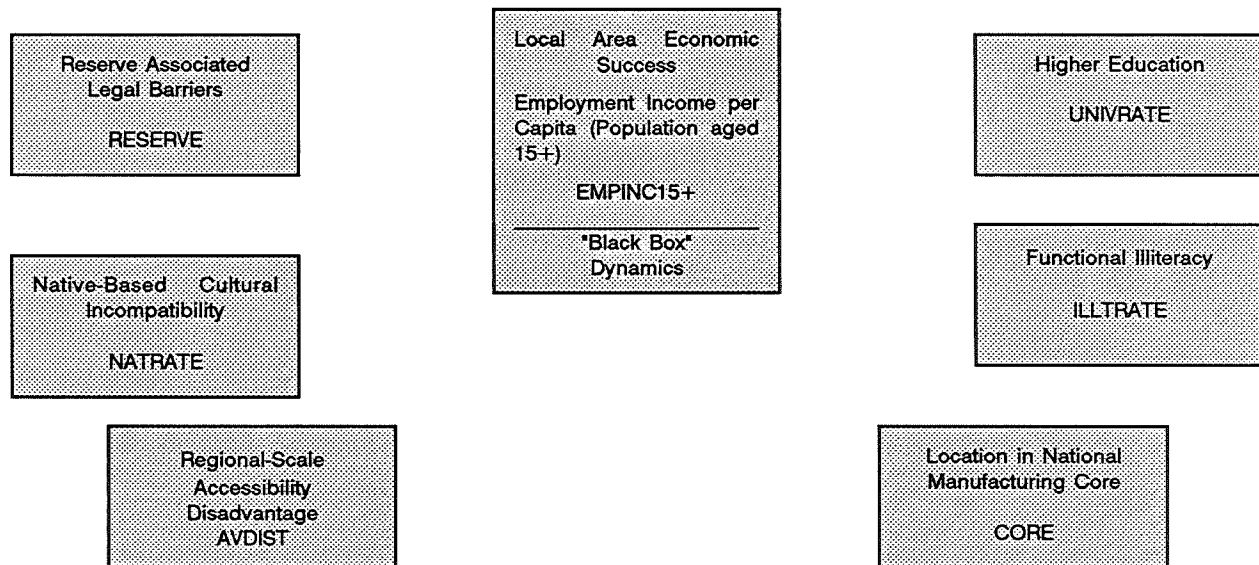 Reserve Associated
Legal Barriers
RESERVE
Native-Based Cultural
Incompatibility
NATRATE
Regional-Scale
Accessibility
Disadvantage
AVDIST
Local Area Economic
Success
Employment Income per
Capita (Population aged
15+)
EMPINC15+
"Black Box"
Dynamics
Higher Education
UNIVRATE
Functional Illiteracy
ILLTRATE
Location in National
Manufacturing Core
CORE